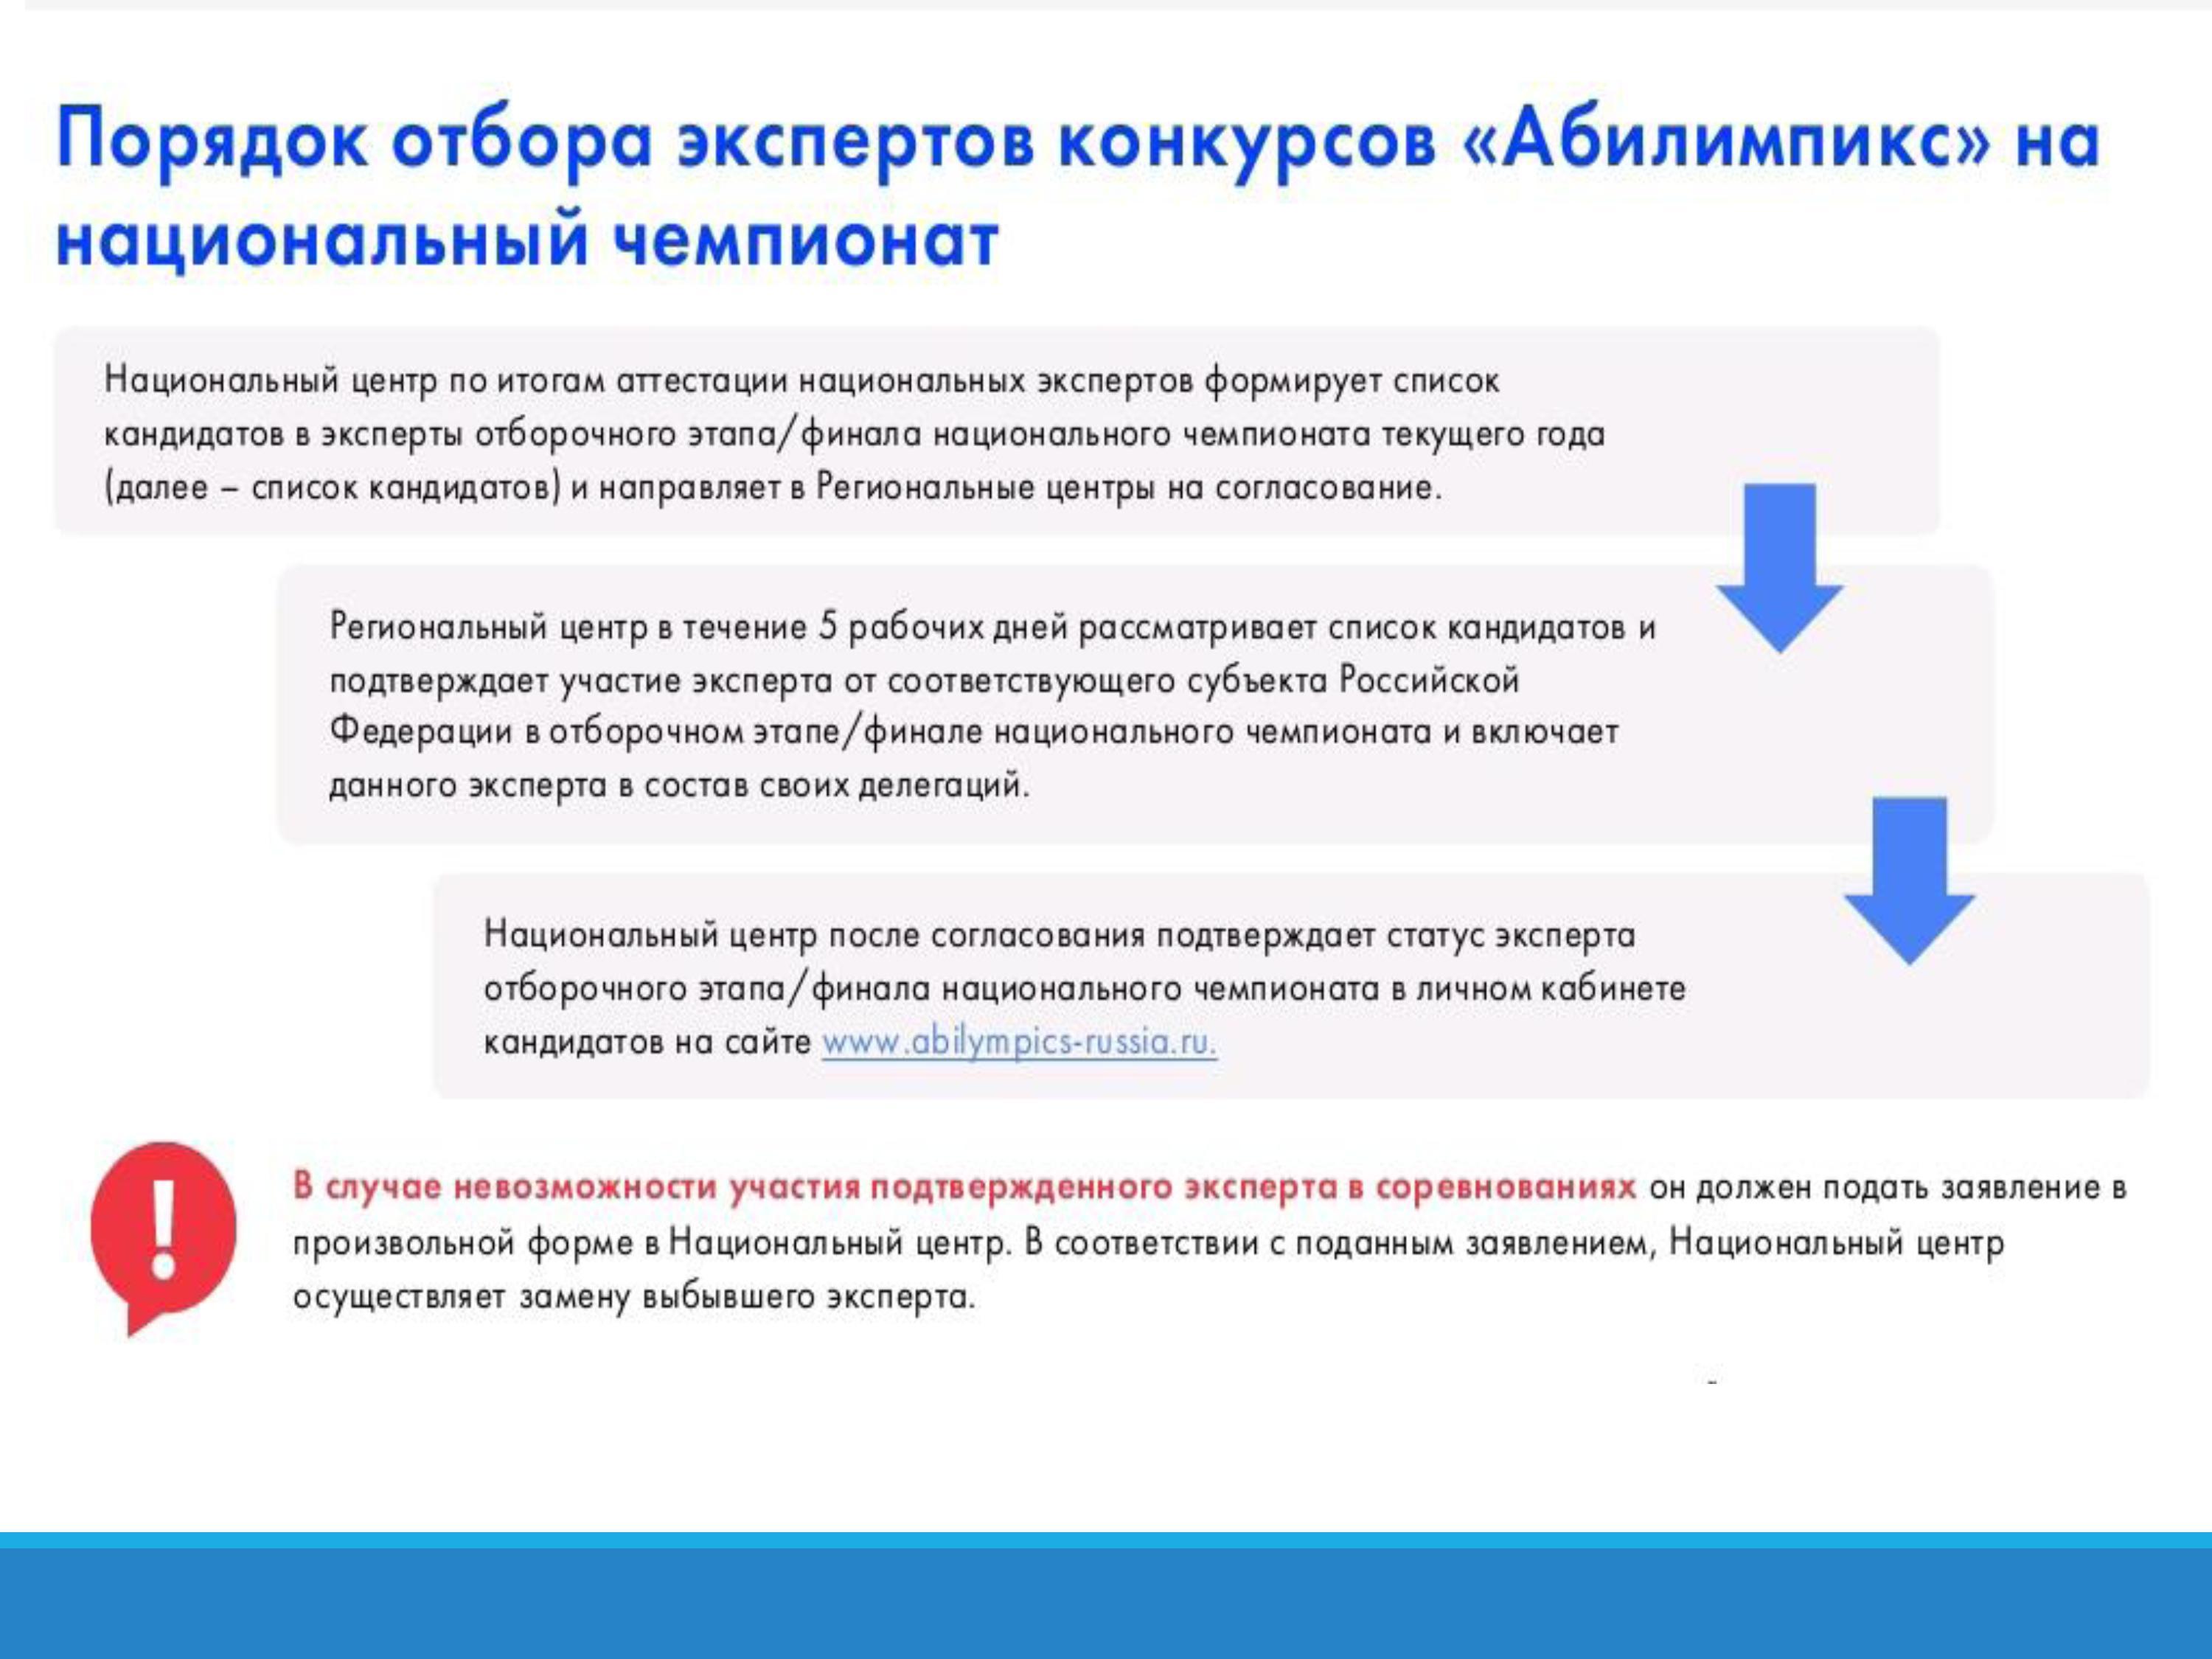 Порядок отбора экспертов конкурсов «Абилимпикс» на
национальный чемпионат
Национальный центр по итогам аттестации национальных экспертов формирует список
кандидатов в эксперты отборочного этапа/финала национального чемпионата текущего года
(далее – список кандидатов) и направляет в Региональные центры на согласование.
Региональный центр в течение 5 рабочих дней рассматривает список кандидатов и
подтверждает участие эксперта от соответствующего субъекта Российской
Федерации в отборочном этапе/финале национального чемпионата и включает
данного эксперта в состав своих делегаций.
Национальный центр после согласования подтверждает статус эксперта
отборочного этапа/финала национального чемпионата в личном кабинете
кандидатов на сайте www.abilympics-russia.ru.
!
В случае невозможности участия подтвержденного эксперта в соревнованиях он должен подать заявление в
произвольной форме в Национальный центр. В соответствии с поданным заявлением, Национальный центр
осуществляет замену выбывшего эксперта.